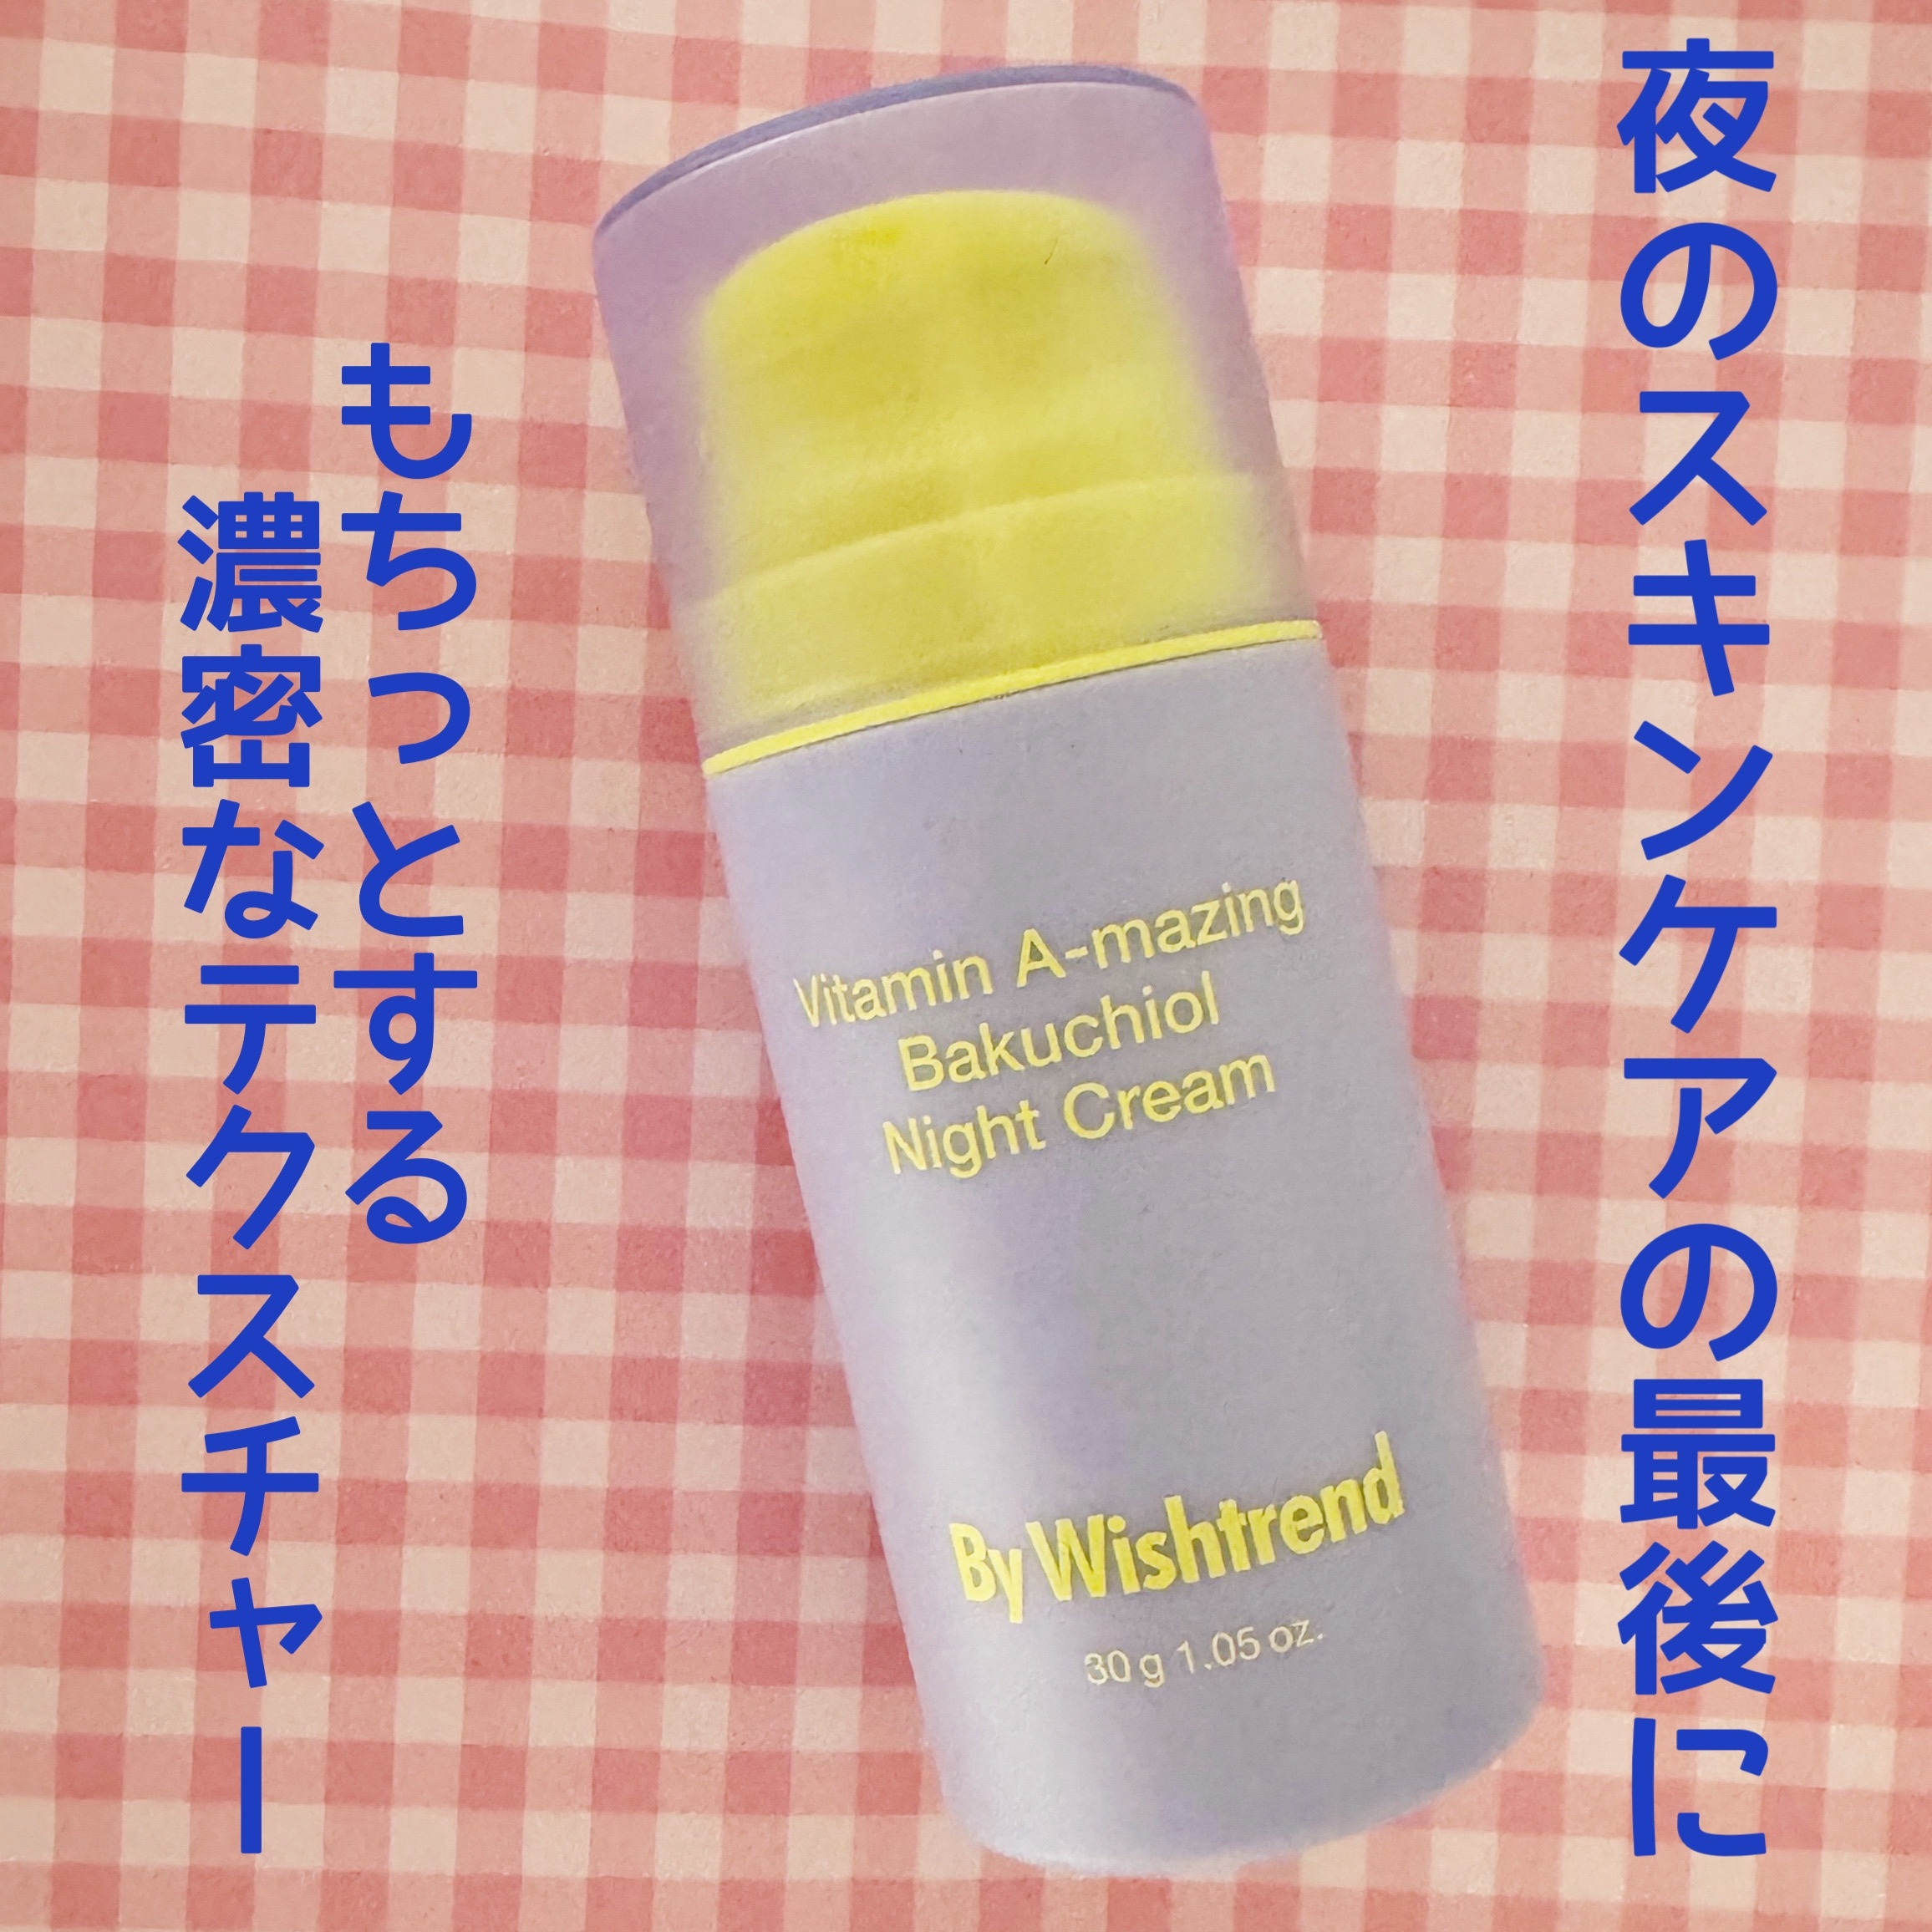 夜のスキンケアの最後に
もちっとする
濃密なテクスチャー
Vitamin A-mazing
Bakuchiol
Night Cream
By Wishtrend
30 g 1.05 oz.